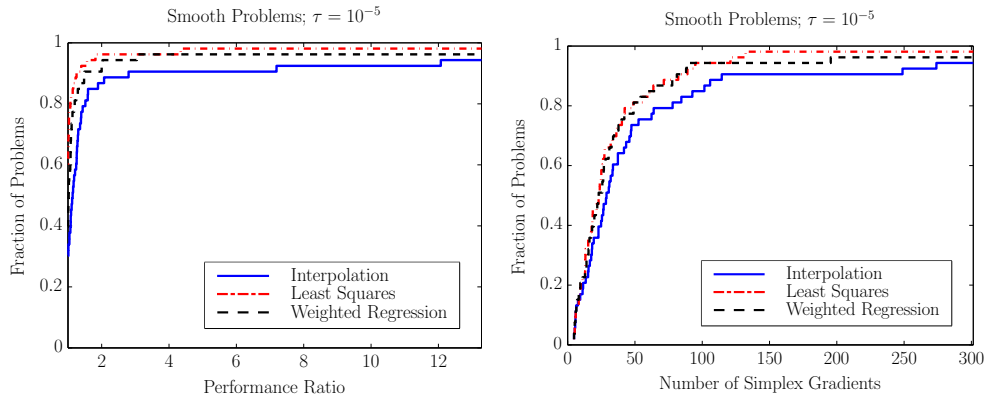 Smooth Problems; τ = 10⁻⁵
Fraction of Problems
1
0.8
0.6
0.4
0.2
0
2
4
6
8
10
12
Performance Ratio
Interpolation
Least Squares
Weighted Regression
Smooth Problems; τ = 10⁻⁵
Fraction of Problems
1
0.8
0.6
0.4
0.2
0
0
50
100
150
200
250
300
Number of Simplex Gradients
Interpolation
Least Squares
Weighted Regression